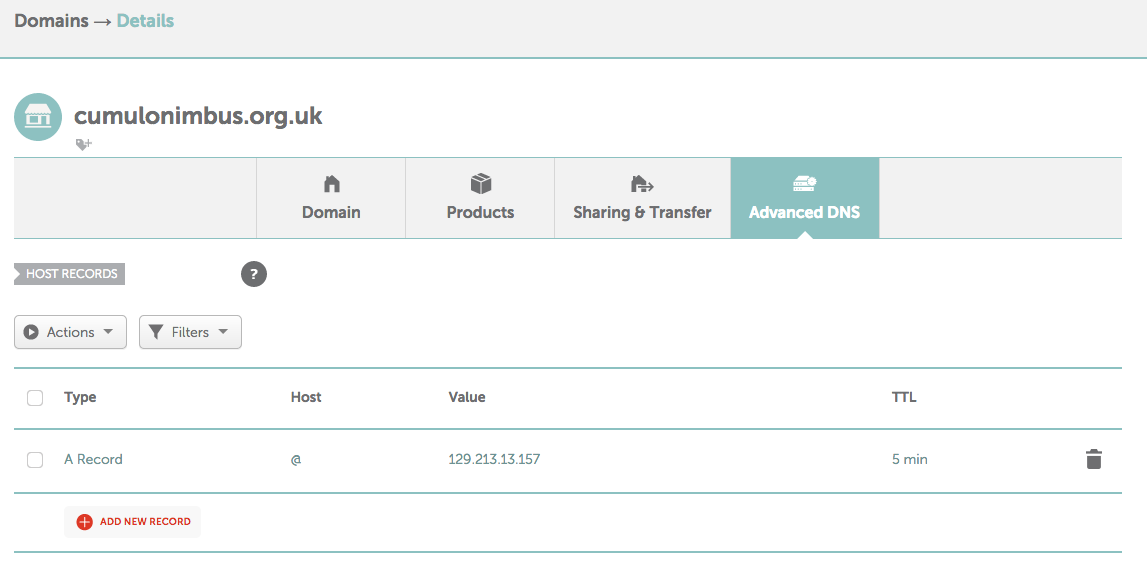 Domains → Details
cumulonimbus.org.uk
Domain Products Sharing & Transfer Advanced DNS
HOST RECORDS ?
Actions Filters
Type Host Value TTL
A Record @ 129.213.13.157 5 min
ADD NEW RECORD